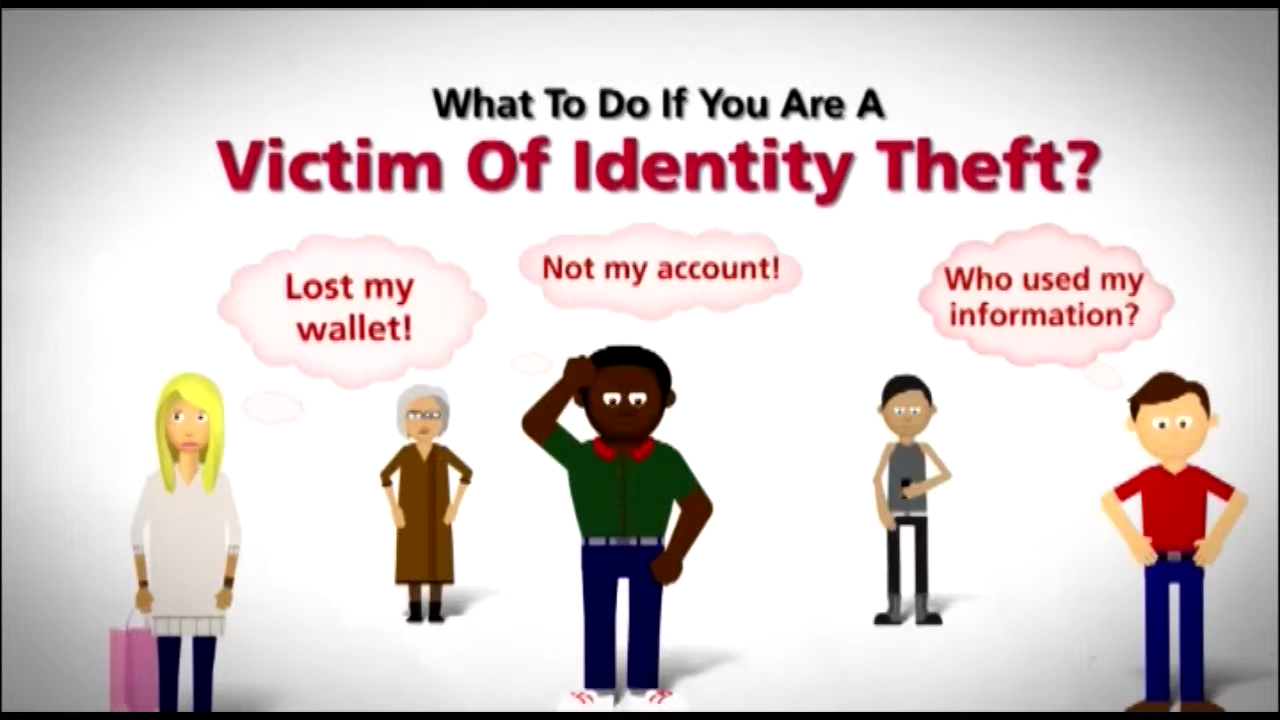 What To Do If You Are A
Victim Of Identity Theft?
Lost my
wallet!
Not my account!
Who used my
information?